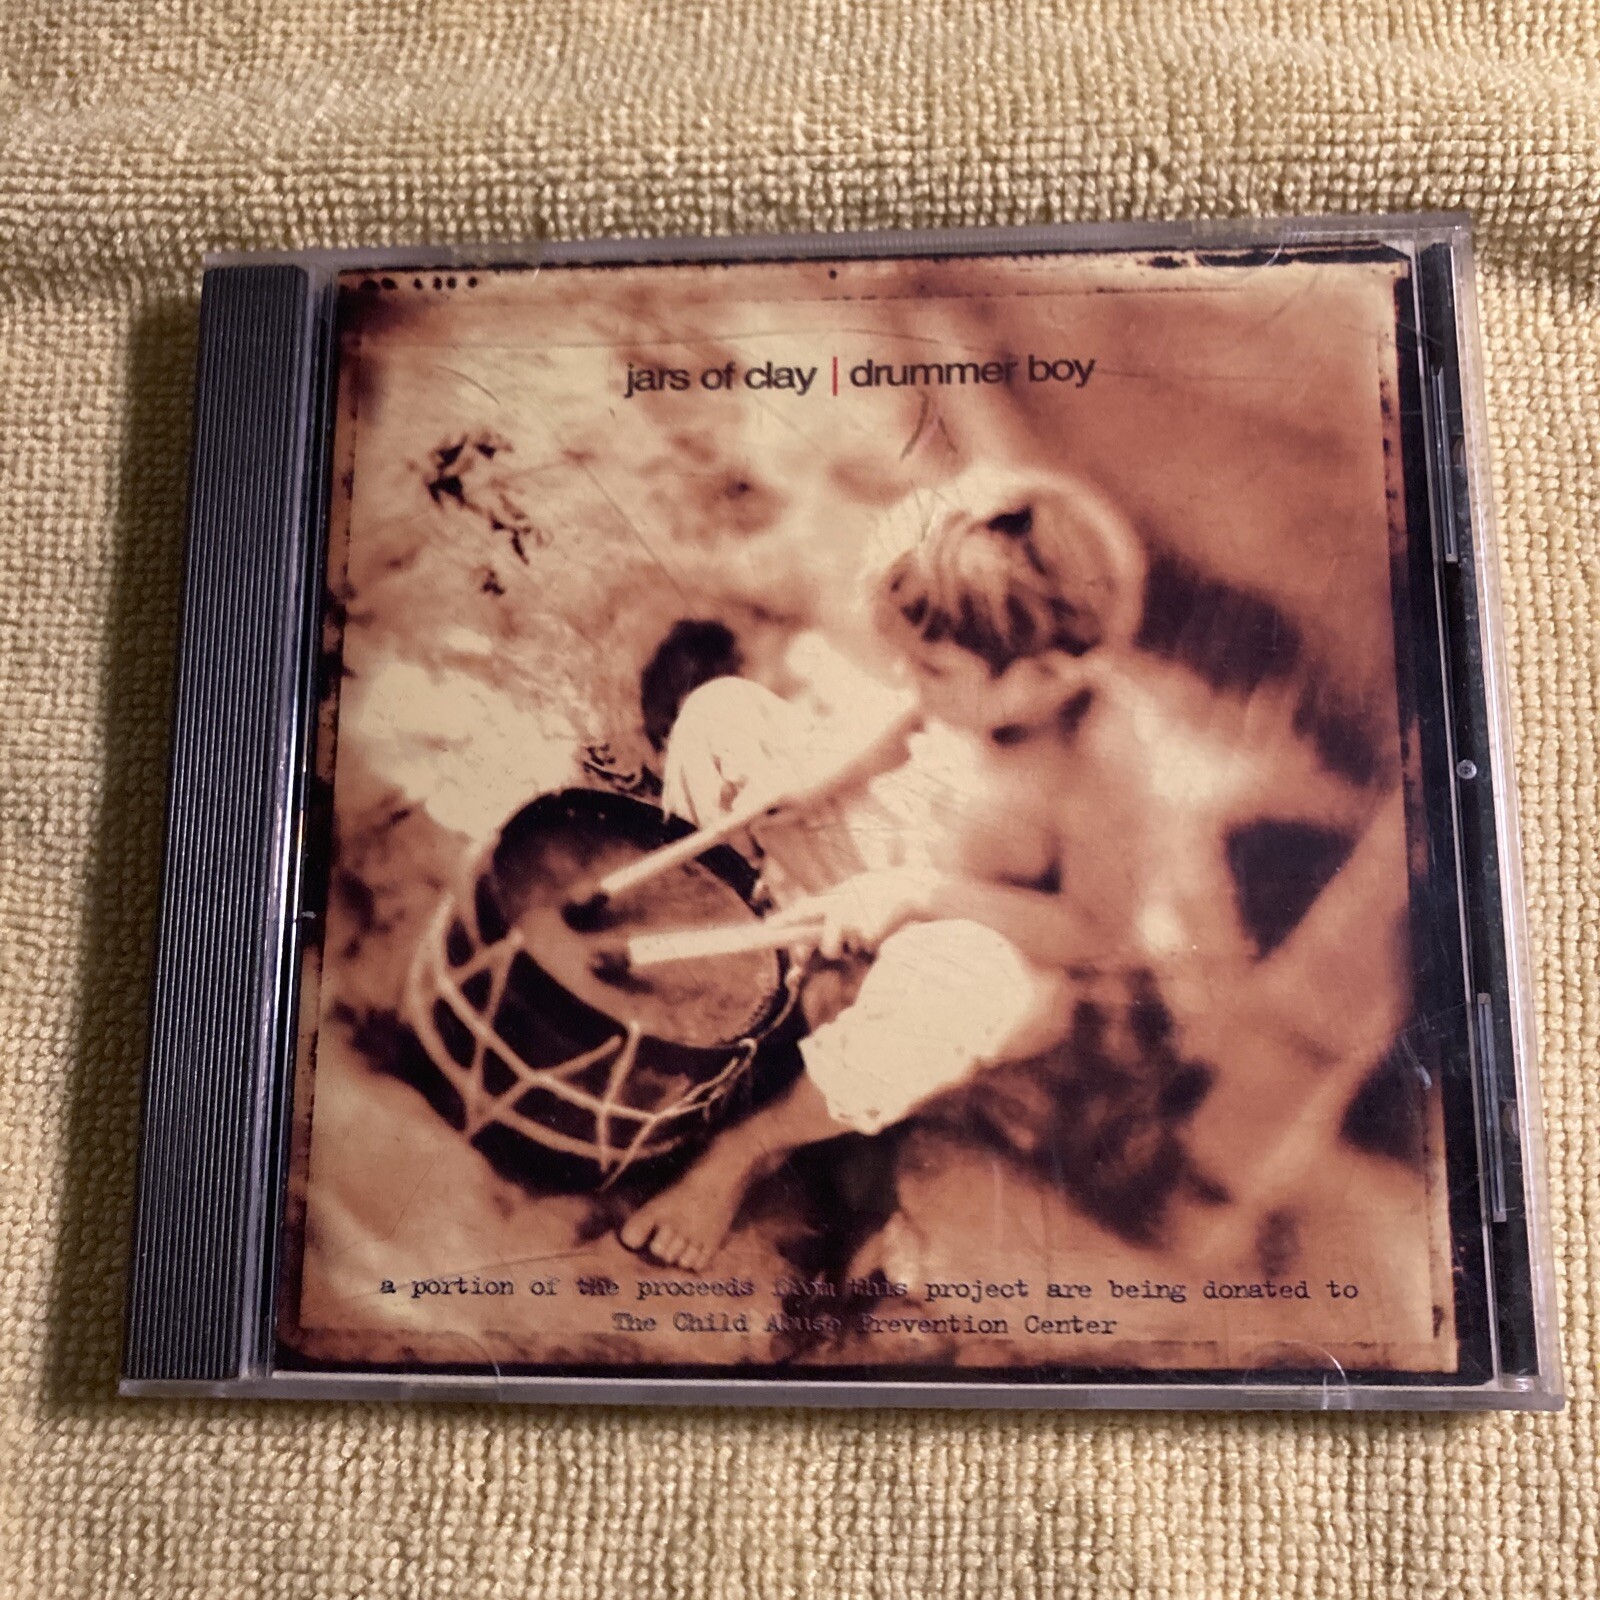 jars of clay | drummer boy
a portion of the proceeds from this project are being donated to
The Child Abuse Prevention Center